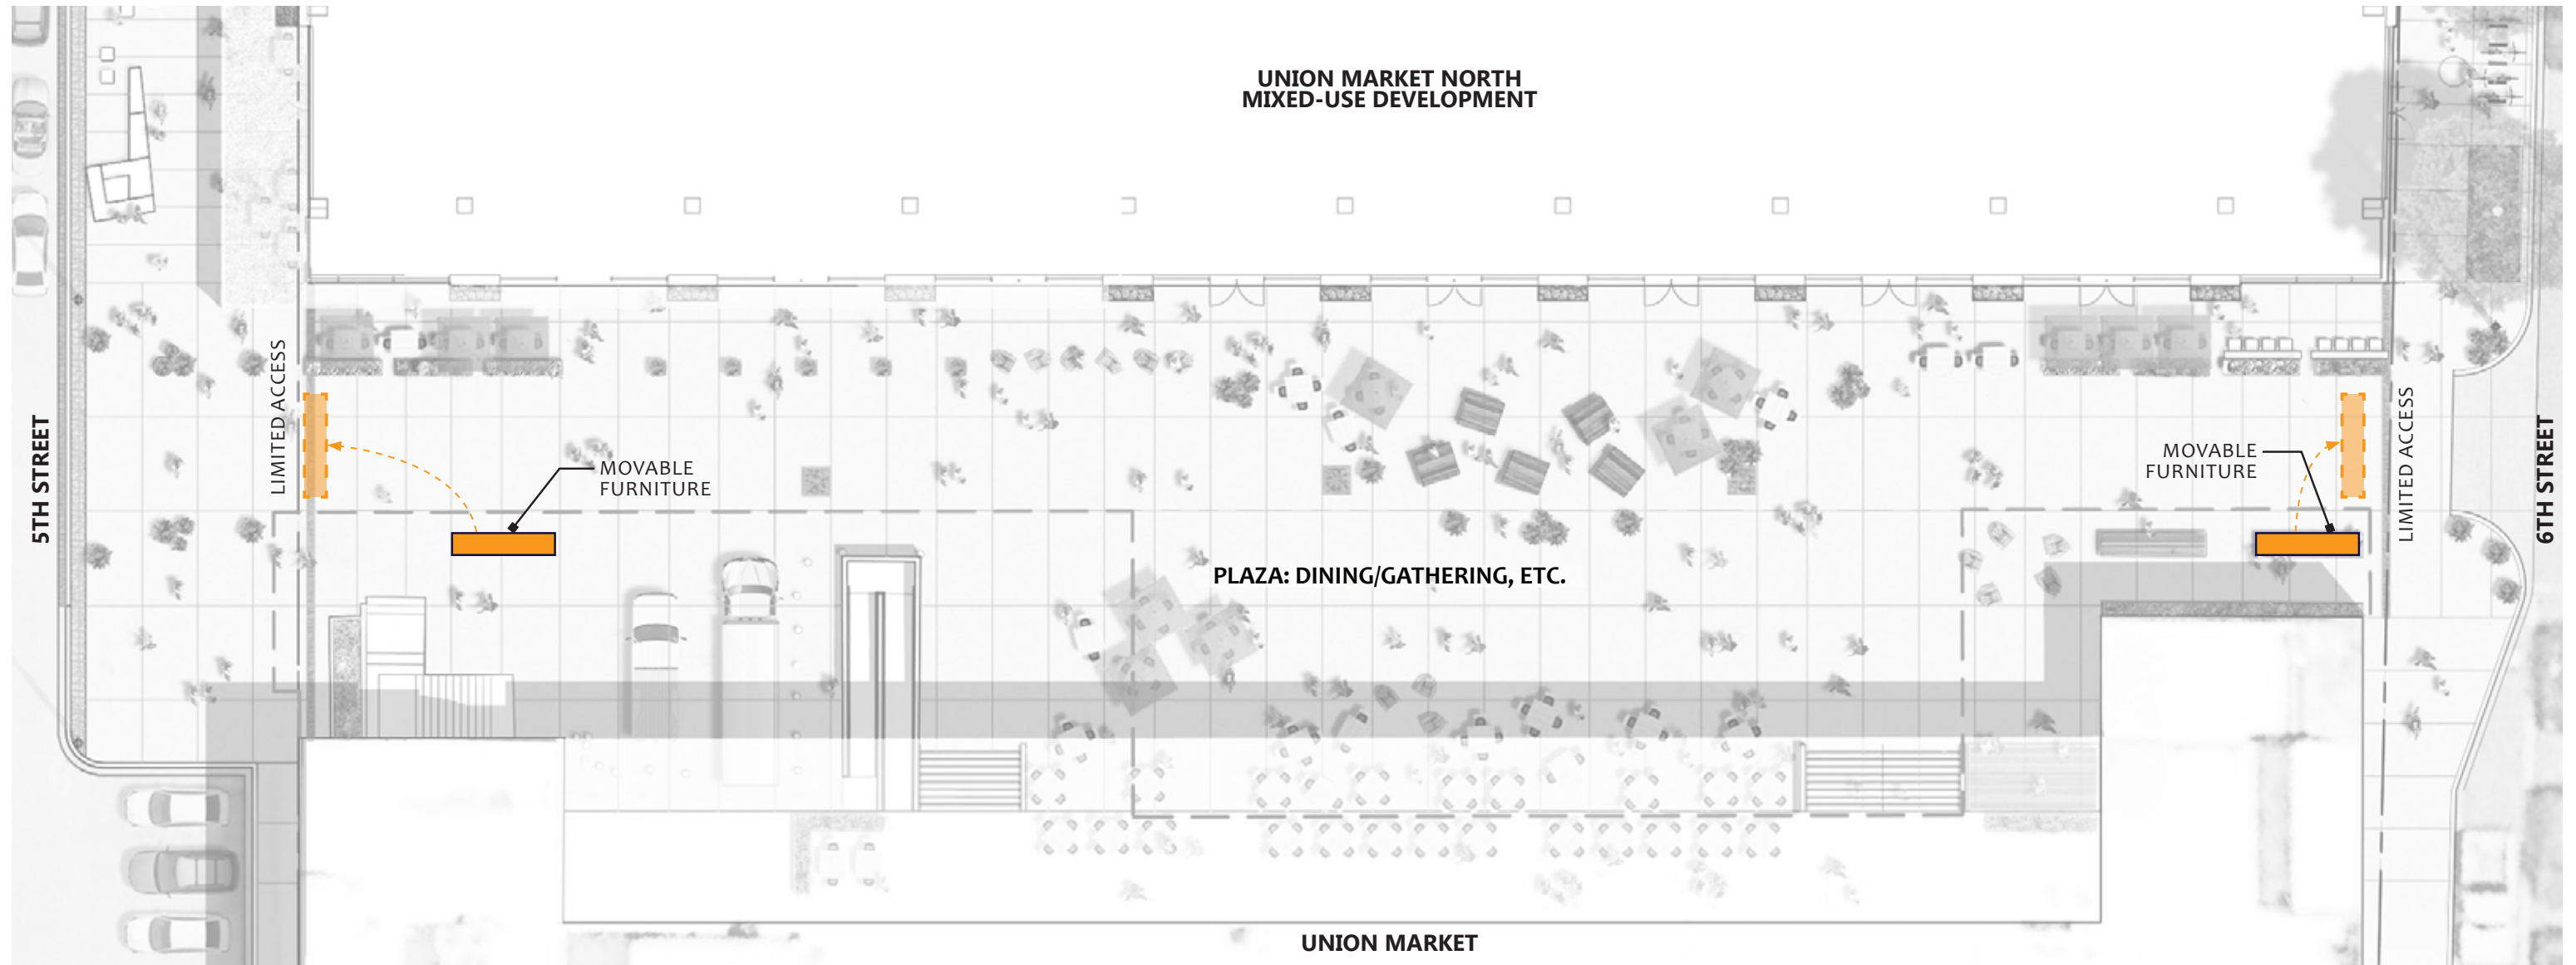 UNION MARKET NORTH
MIXED-USE DEVELOPMENT
LIMITED ACCESS
5TH STREET
MOVABLE
FURNITURE
MOVABLE
FURNITURE
LIMITED ACCESS
6TH STREET
PLAZA: DINING/GATHERING, ETC.
UNION MARKET